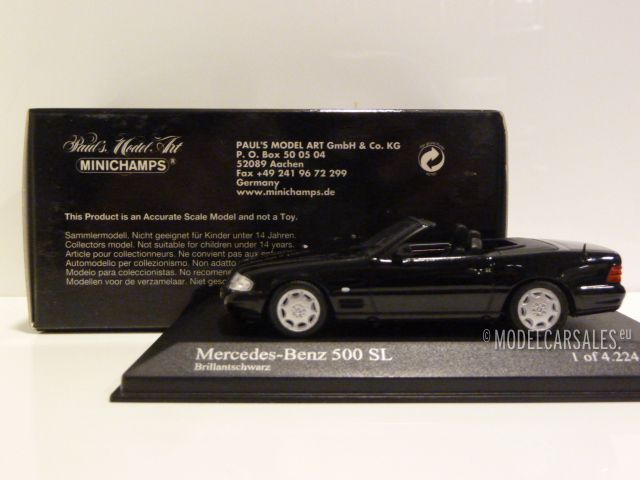 Paul's Model Art
MINICHAMPS®
PAUL'S MODEL ART GmbH & Co. KG
P. O. Box 50 05 04
52089 Aachen
Fax +49 241 96 72 299
Germany
www.minichamps.de
This Product is an Accurate Scale Model and not a Toy.
Sammlermodell. Nicht geeignet für Kinder unter 14 Jahren.
Collectors model. Not suitable for children under 14 years.
Article pour collectionneurs. Ne convient pas aux
Automodello per collezionismo. Non adatto
Modelo para coleccionistas. No
Modellen voor de verzamelaar. Niet
Mercedes-Benz 500 SL
Brillantschwarz
1 of 4.224
© MODELCARSALES.eu